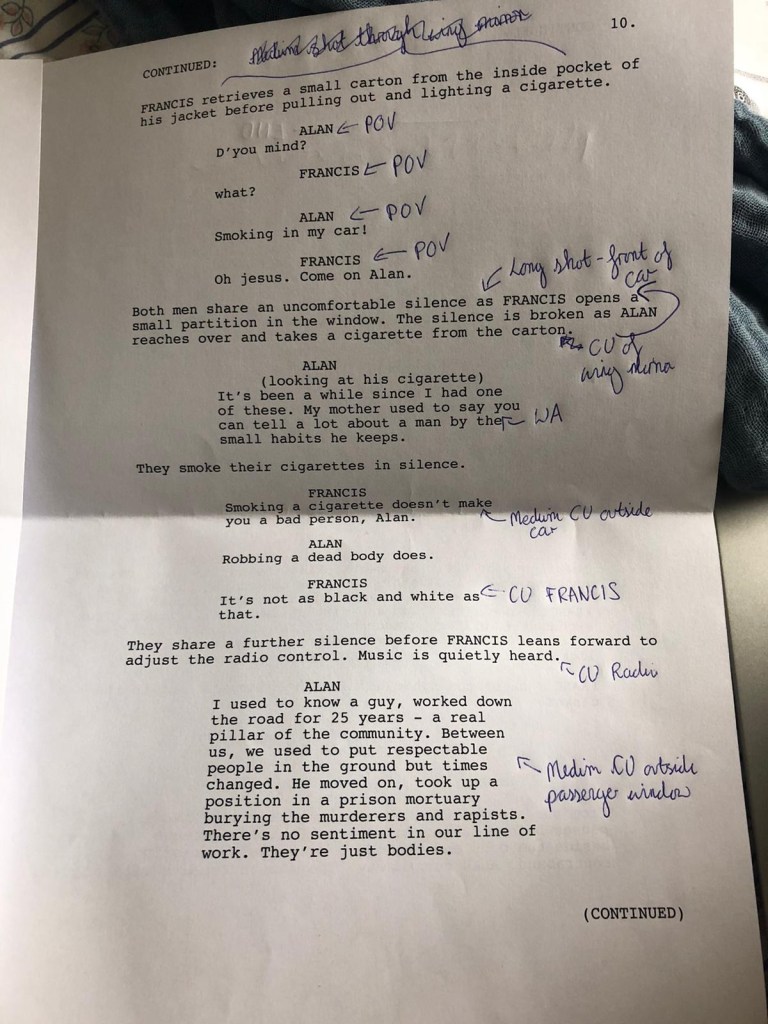 Medium shot through wing mirror
10.
CONTINUED:
FRANCIS retrieves a small carton from the inside pocket of
his jacket before pulling out and lighting a cigarette.
ALAN ← POV
D'you mind?
FRANCIS ← POV
what?
ALAN ← POV
Smoking in my car!
FRANCIS ← POV
Oh jesus. Come on Alan.
Long shot - front of
car
Both men share an uncomfortable silence as FRANCIS opens a
small partition in the window. The silence is broken as ALAN
reaches over and takes a cigarette from the carton.
CU of
wing mirror
ALAN
(looking at his cigarette)
It's been a while since I had one
of these. My mother used to say you
can tell a lot about a man by the ← WA
small habits he keeps.
They smoke their cigarettes in silence.
FRANCIS
Smoking a cigarette doesn't make
you a bad person, Alan.
Medium CU outside
car
ALAN
Robbing a dead body does.
FRANCIS
It's not as black and white as ← CU FRANCIS
that.
They share a further silence before FRANCIS leans forward to
adjust the radio control. Music is quietly heard.
CU Radio
ALAN
I used to know a guy, worked down
the road for 25 years - a real
pillar of the community. Between
us, we used to put respectable
people in the ground but times
changed. He moved on, took up a
position in a prison mortuary
burying the murderers and rapists.
There's no sentiment in our line of
work. They're just bodies.
Medium CU outside
passenger window
(CONTINUED)